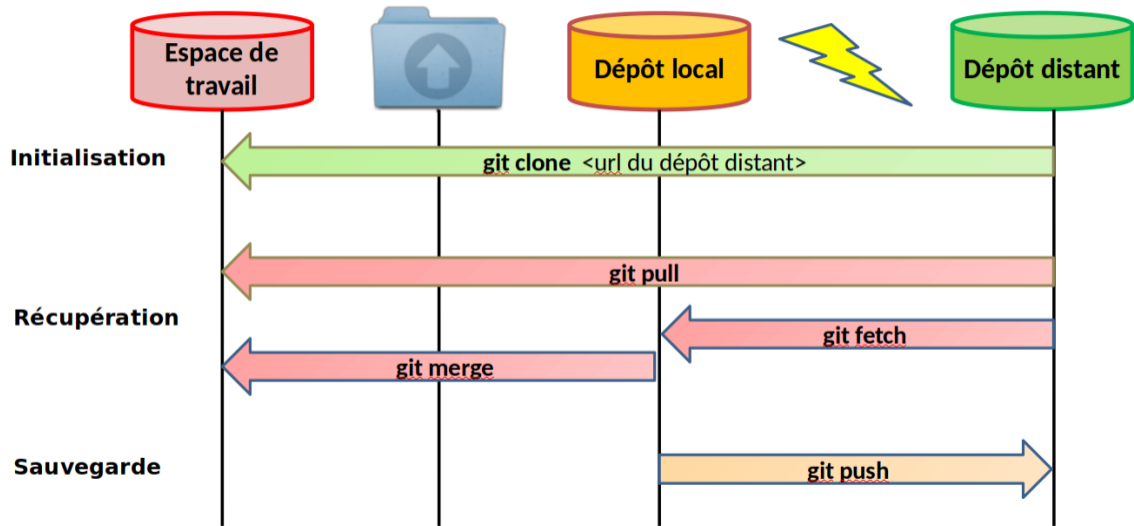 Espace de
travail
Dépôt local
Dépôt distant
Initialisation
git clone <url du dépôt distant>
git pull
Récupération
git fetch
git merge
Sauvegarde
git push